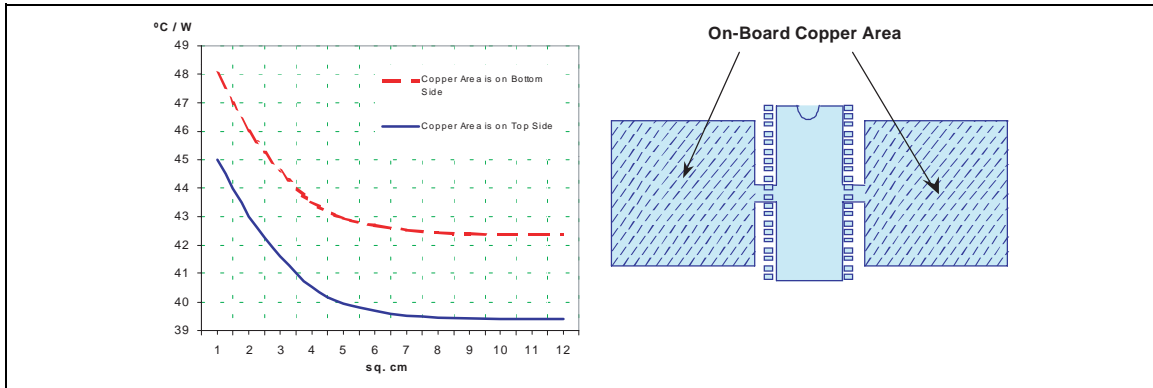 ºC / W
49
48
47
46
45
44
43
42
41
40
39
1 2 3 4 5 6 7 8 9 10 11 12
sq. cm
Copper Area is on Bottom
Side
Copper Area is on Top Side
On-Board Copper Area